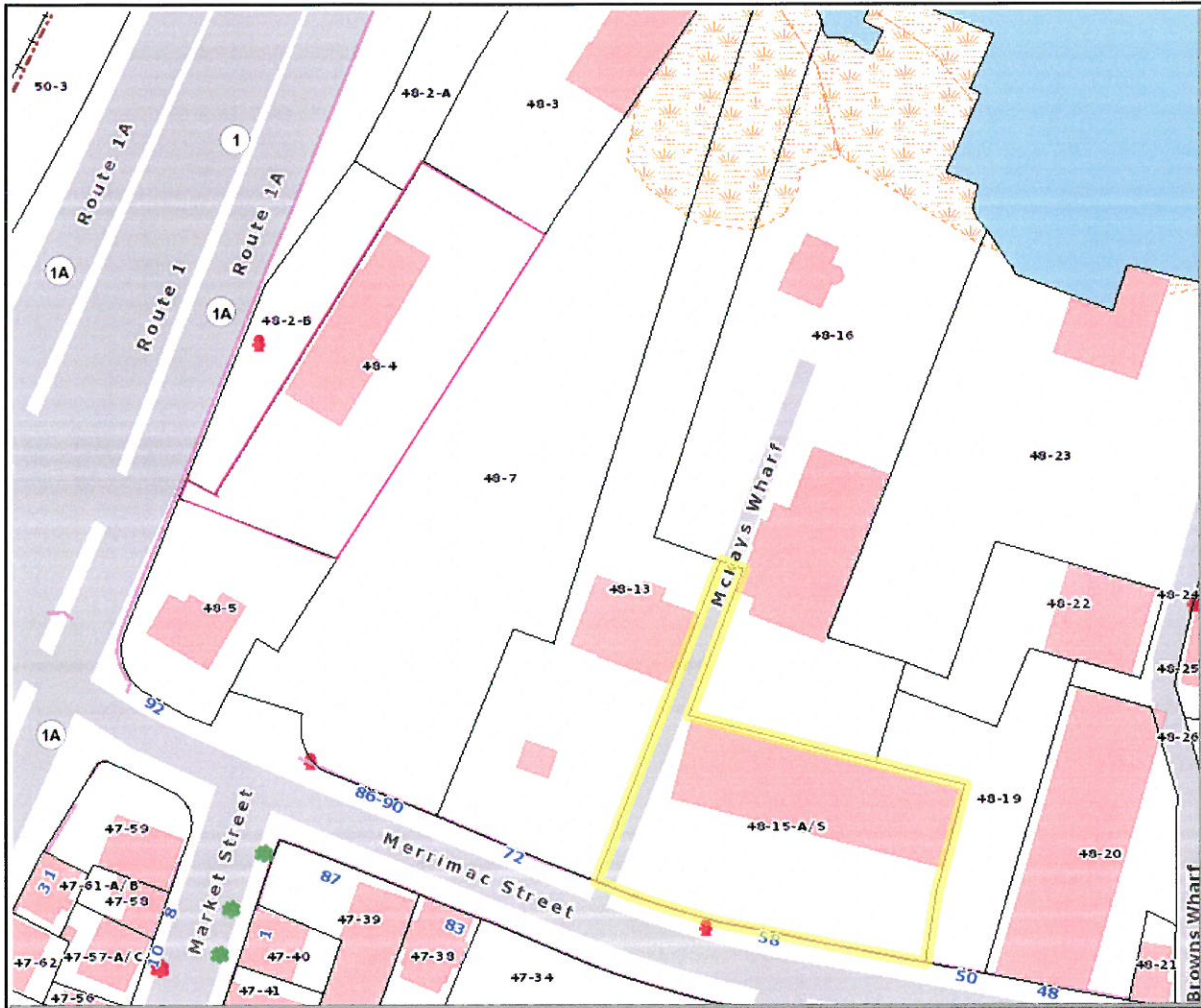 50-3
48-2-A
48-3
1
Route 1A
Route 1A
1A
1A
Route 1
48-2-B
48-4
48-16
48-7
48-23
McKays Wharf
48-13
48-22
48-24
48-5
48-25
92
1A
48-26
86-90
48-19
48-15-A/S
47-59
Market Street
Merrimac Street
72
48-20
31
47-61-A/B
87
47-58
8
47-39
83
58
1
47-40
47-38
47-62
47-57-A/C
10
47-34
50
48
48-21
Browns Wharf
47-56
47-41